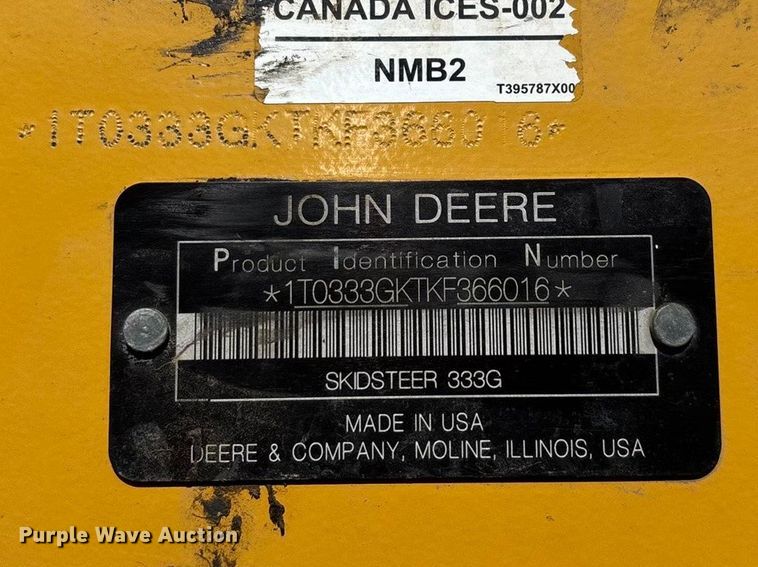 CANADA ICES-002
NMB2
T395787X00
*1T0333GKTKF366016*
JOHN DEERE
Product Identification Number
*1T0333GKTKF366016*
SKIDSTEER 333G
MADE IN USA
DEERE & COMPANY, MOLINE, ILLINOIS, USA
Purple Wave Auction